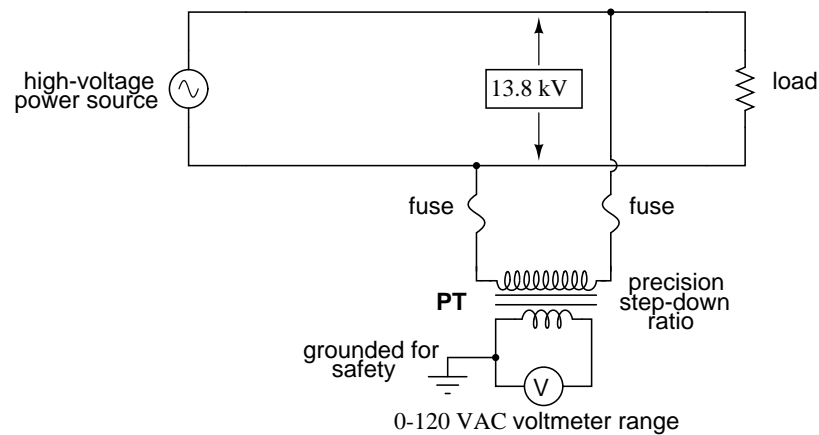 high-voltage
power source
13.8 kV
load
fuse
fuse
PT
precision
step-down
ratio
grounded for
safety
V
0-120 VAC voltmeter range